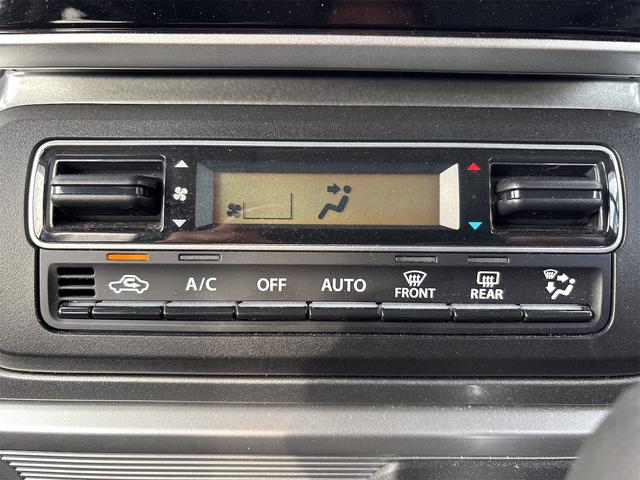 A/C OFF AUTO FRONT REAR